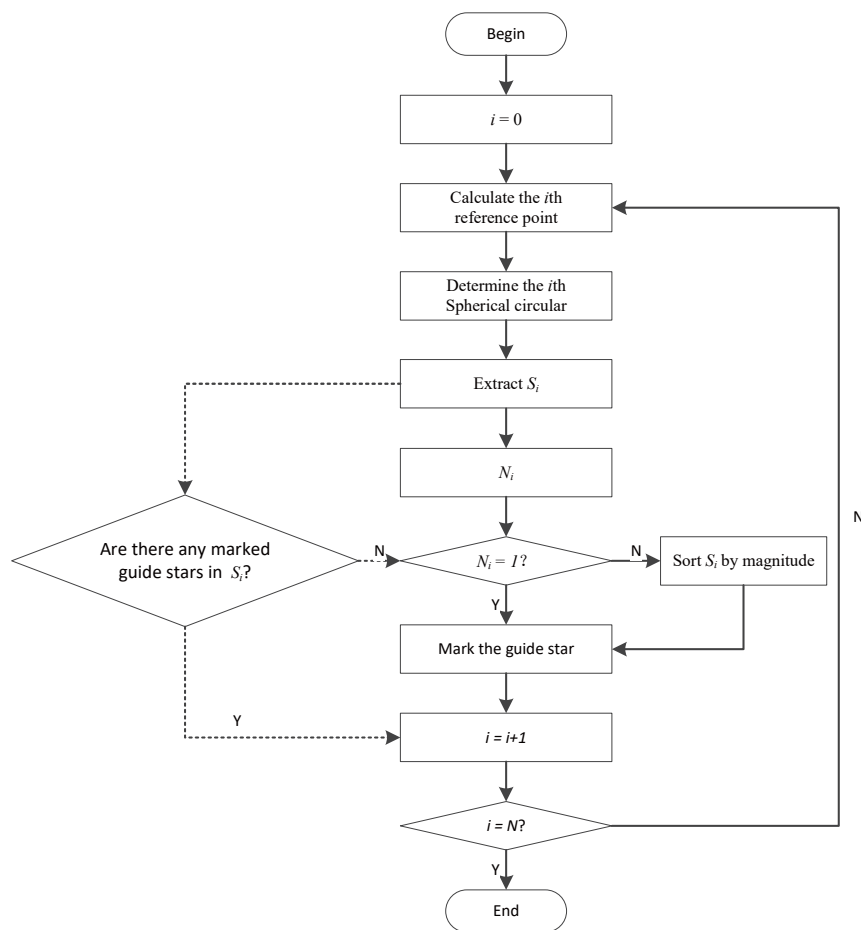 Begin
i = 0
Calculate the ith
reference point
Determine the ith
Spherical circular
Extract Si
Ni
Are there any marked
guide stars in Si?
N
Ni = 1?
N
Sort Si by magnitude
N
Y
Mark the guide star
Y
i = i+1
i = N?
Y
End